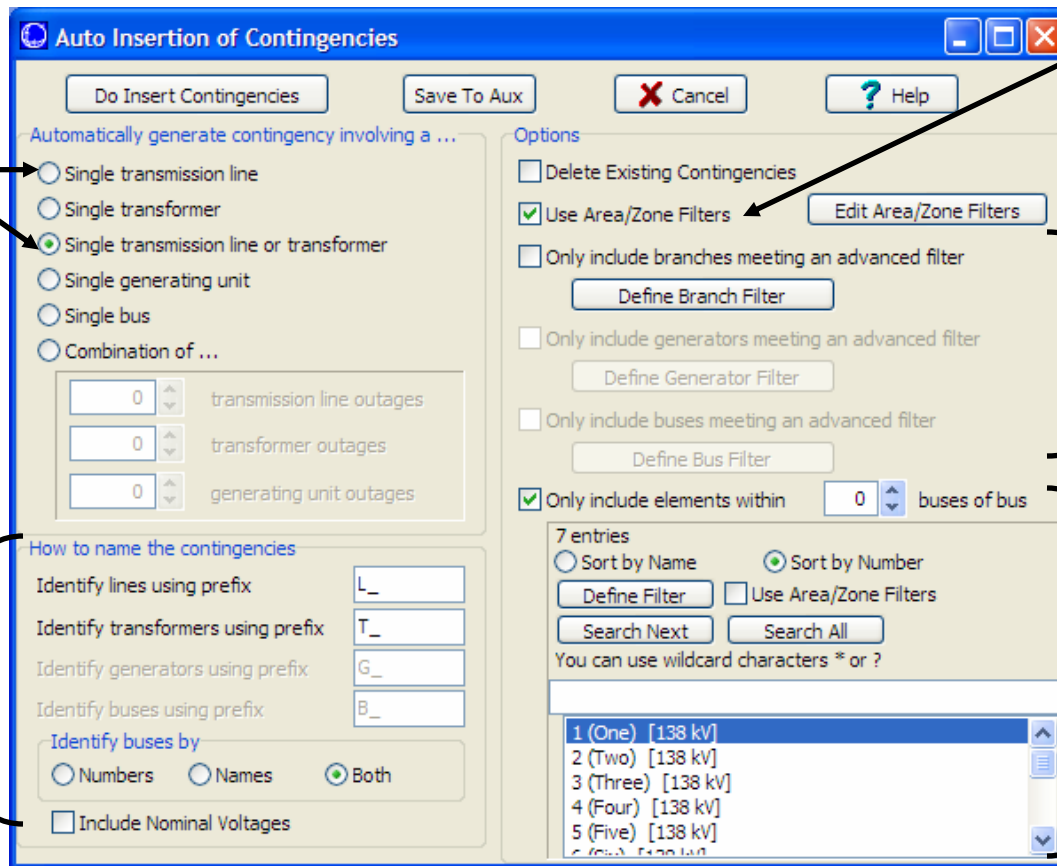 Auto Insertion of Contingencies
Do Insert Contingencies Save To Aux Cancel Help
Automatically generate contingency involving a ...
Single transmission line
Single transformer
Single transmission line or transformer
Single generating unit
Single bus
Combination of ...
0 transmission line outages
0 transformer outages
0 generating unit outages
How to name the contingencies
Identify lines using prefix L_
Identify transformers using prefix T_
Identify generators using prefix G_
Identify buses using prefix B_
Identify buses by
Numbers Names Both
Include Nominal Voltages
Options
Delete Existing Contingencies
Use Area/Zone Filters Edit Area/Zone Filters
Only include branches meeting an advanced filter
Define Branch Filter
Only include generators meeting an advanced filter
Define Generator Filter
Only include buses meeting an advanced filter
Define Bus Filter
Only include elements within 0 buses of bus
7 entries
Sort by Name Sort by Number
Define Filter Use Area/Zone Filters
Search Next Search All
You can use wildcard characters * or ?
1 (One) [138 kV]
2 (Two) [138 kV]
3 (Three) [138 kV]
4 (Four) [138 kV]
5 (Five) [138 kV]
6 (Six) [138 kV]